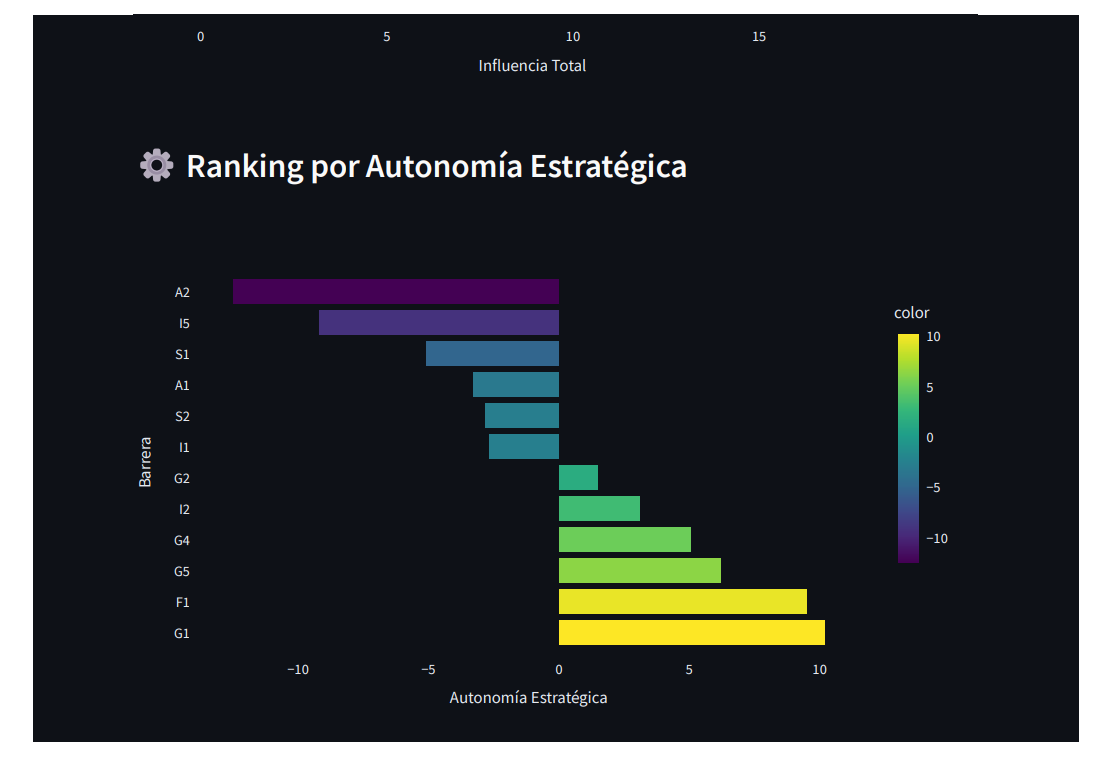 0 5 10 15
Influencia Total
Ranking por Autonomía Estratégica
A2
I5
S1
A1
S2
I1
G2
I2
G4
G5
F1
G1
Barrera
−10 −5 0 5 10
Autonomía Estratégica
color
10
5
0
−5
−10